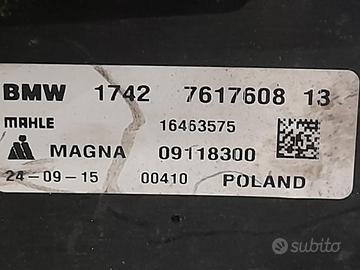 BMW 1742 7617608 13
MAHLE 16463575
MAGNA 09118300
24-09-15 00410 POLAND
subito